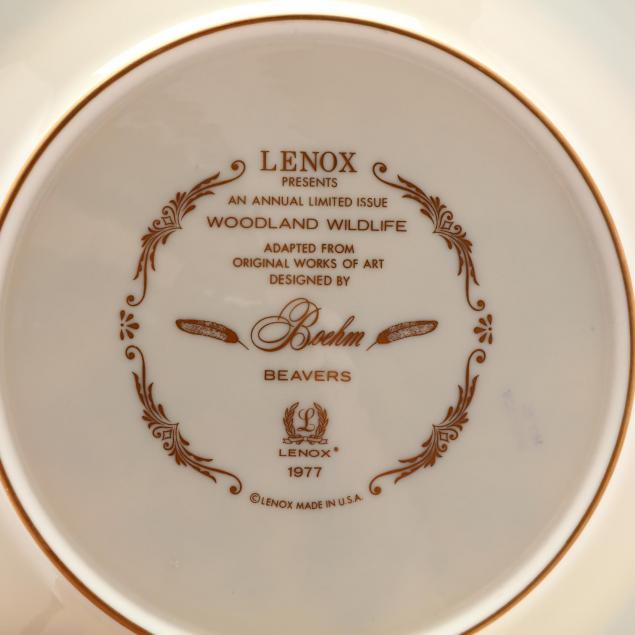 LENOX
PRESENTS
AN ANNUAL LIMITED ISSUE
WOODLAND WILDLIFE
ADAPTED FROM
ORIGINAL WORKS OF ART
DESIGNED BY
Boehm
BEAVERS
L
LENOX®
1977
© LENOX MADE IN U.S.A.